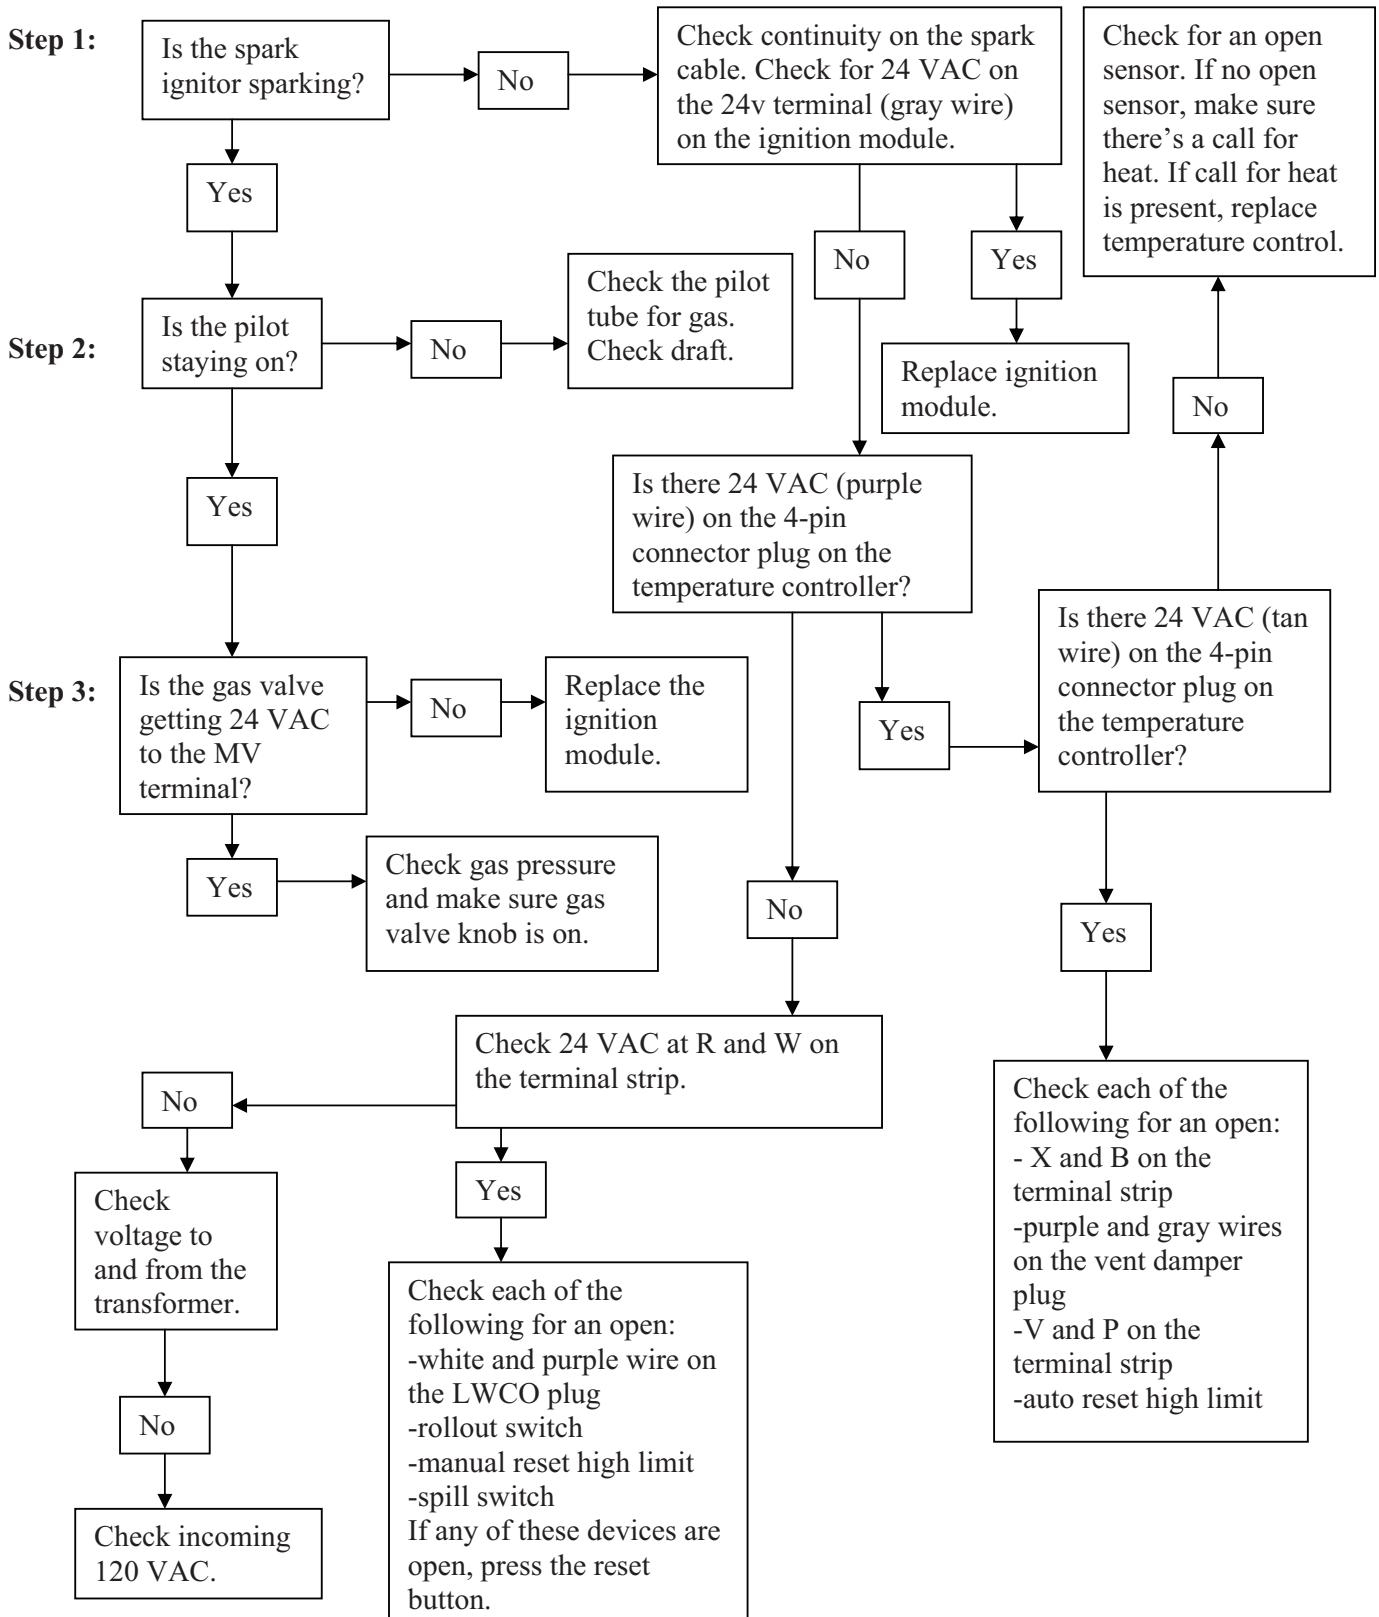 Step 1:
Is the spark
ignitor sparking?
No
Check continuity on the spark
cable. Check for 24 VAC on
the 24v terminal (gray wire)
on the ignition module.
Check for an open
sensor. If no open
sensor, make sure
there’s a call for
heat. If call for heat
is present, replace
temperature control.
Yes
No
Yes
Step 2:
Is the pilot
staying on?
No
Check the pilot
tube for gas.
Check draft.
Replace ignition
module.
No
Yes
Is there 24 VAC (purple
wire) on the 4-pin
connector plug on the
temperature controller?
Is there 24 VAC (tan
wire) on the 4-pin
connector plug on
the temperature
controller?
Step 3:
Is the gas valve
getting 24 VAC
to the MV
terminal?
No
Replace the
ignition
module.
Yes
Yes
Check gas pressure
and make sure gas
valve knob is on.
No
Yes
Check 24 VAC at R and W on
the terminal strip.
No
Yes
Check
voltage to
and from the
transformer.
No
Check incoming
120 VAC.
Check each of the
following for an open:
-white and purple wire on
the LWCO plug
-rollout switch
-manual reset high limit
-spill switch
If any of these devices are
open, press the reset
button.
Check each of the
following for an open:
- X and B on the
terminal strip
-purple and gray wires
on the vent damper
plug
-V and P on the
terminal strip
-auto reset high limit